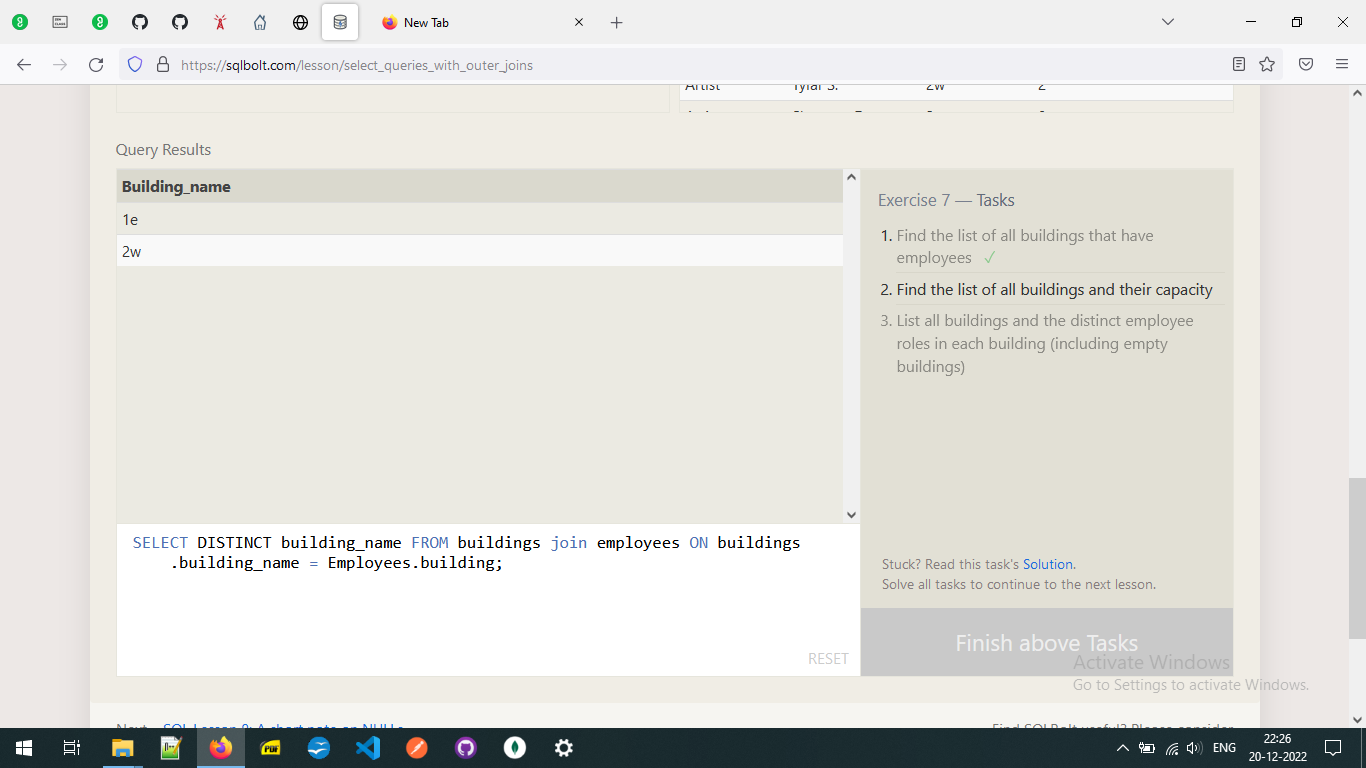 New Tab
https://sqlbolt.com/lesson/select_queries_with_outer_joins
Artist 2w 2
Query Results
Building_name
1e
2w
Exercise 7 — Tasks
1. Find the list of all buildings that have
employees ✓
2. Find the list of all buildings and their capacity
3. List all buildings and the distinct employee
roles in each building (including empty
buildings)
SELECT DISTINCT building_name FROM buildings join employees ON buildings
.building_name = Employees.building;
RESET
Stuck? Read this task's Solution.
Solve all tasks to continue to the next lesson.
Finish above Tasks
Activate Windows
Go to Settings to activate Windows.
Next – SQL Lesson 8: A short note on NULLs
Find SQLBolt useful? Please consider
PDF
ENG
22:26
20-12-2022